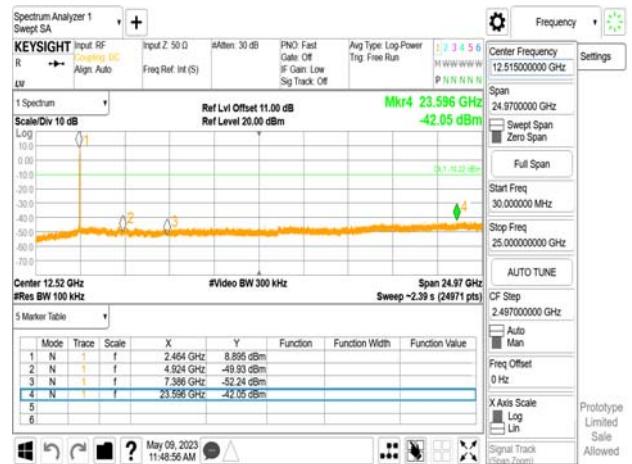 Spectrum Analyzer 1
Swept SA
+
Frequency
KEYSIGHT
Input: RF
Coupling: DC
Align: Auto
Input Z: 50 Ω
Freq Ref: Int (S)
#Atten: 30 dB
PNO: Fast
Gate: Off
IF Gain: Low
Sig Track: Off
Avg Type: Log-Power
Trig: Free Run
1 2 3 4 5 6
M W W W W W
P N N N N N
R
Center Frequency
12.515000000 GHz
Settings
1 Spectrum
Scale/Div 10 dB
Ref Lvl Offset 11.00 dB
Ref Level 20.00 dBm
Mkr4 23.596 GHz
-42.05 dBm
Span
24.9700000 GHz
Swept Span
Zero Span
Full Span
Start Freq
30.000000 MHz
Stop Freq
25.000000000 GHz
AUTO TUNE
CF Step
2.497000000 GHz
Auto
Man
Freq Offset
0 Hz
X Axis Scale
Log
Lin
Signal Track
(Span Zoom)
Log
10.0
0.00
-10.0
-20.0
-30.0
-40.0
-50.0
-60.0
-70.0
1
2
3
4
DL1 -10.22 dBm
Center 12.52 GHz
#Res BW 100 kHz
#Video BW 300 kHz
Span 24.97 GHz
Sweep ~2.39 s (24971 pts)
5 Marker Table
Mode Trace Scale X Y Function Function Width Function Value
1 N 1 f 2.464 GHz 8.895 dBm
2 N 1 f 4.924 GHz -49.93 dBm
3 N 1 f 7.386 GHz -52.24 dBm
4 N 1 f 23.596 GHz -42.05 dBm
5
6
?
May 09, 2023
11:48:56 AM
Prototype
Limited
Sale
Allowed